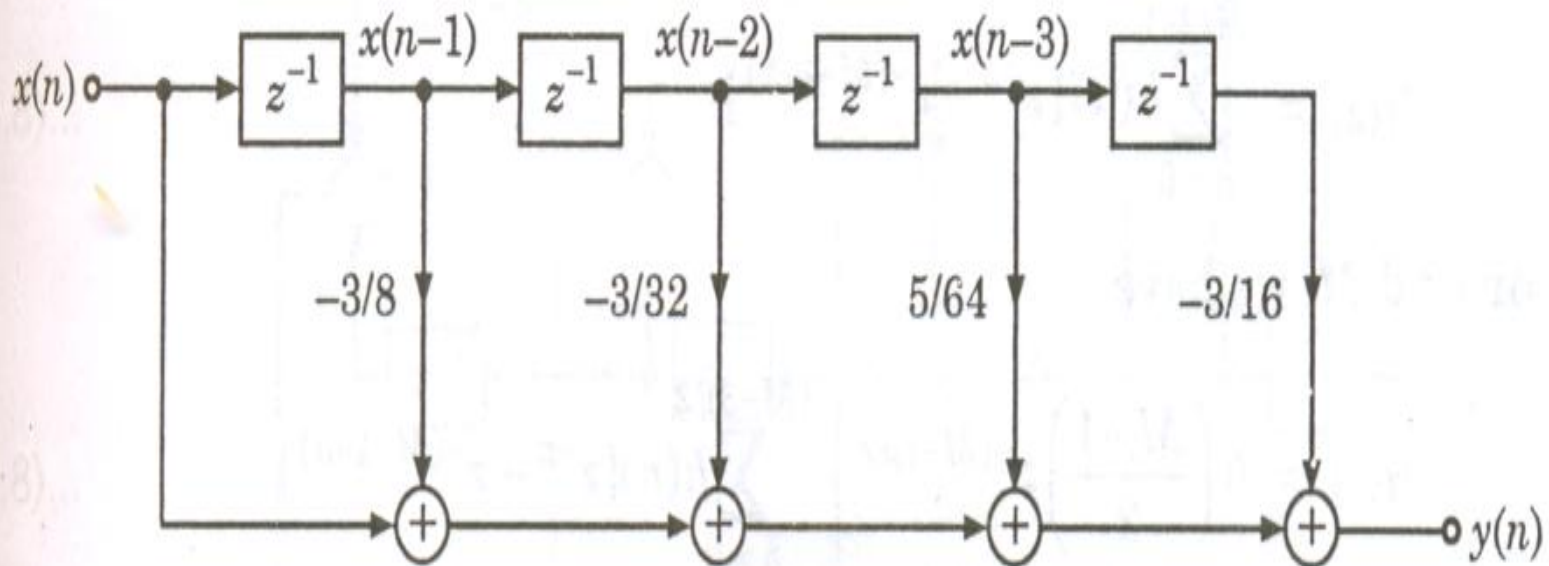 x(n-1) x(n-2) x(n-3)
x(n) z⁻¹ z⁻¹ z⁻¹ z⁻¹
–3/8 –3/32 5/64 –3/16
+ + + + y(n)